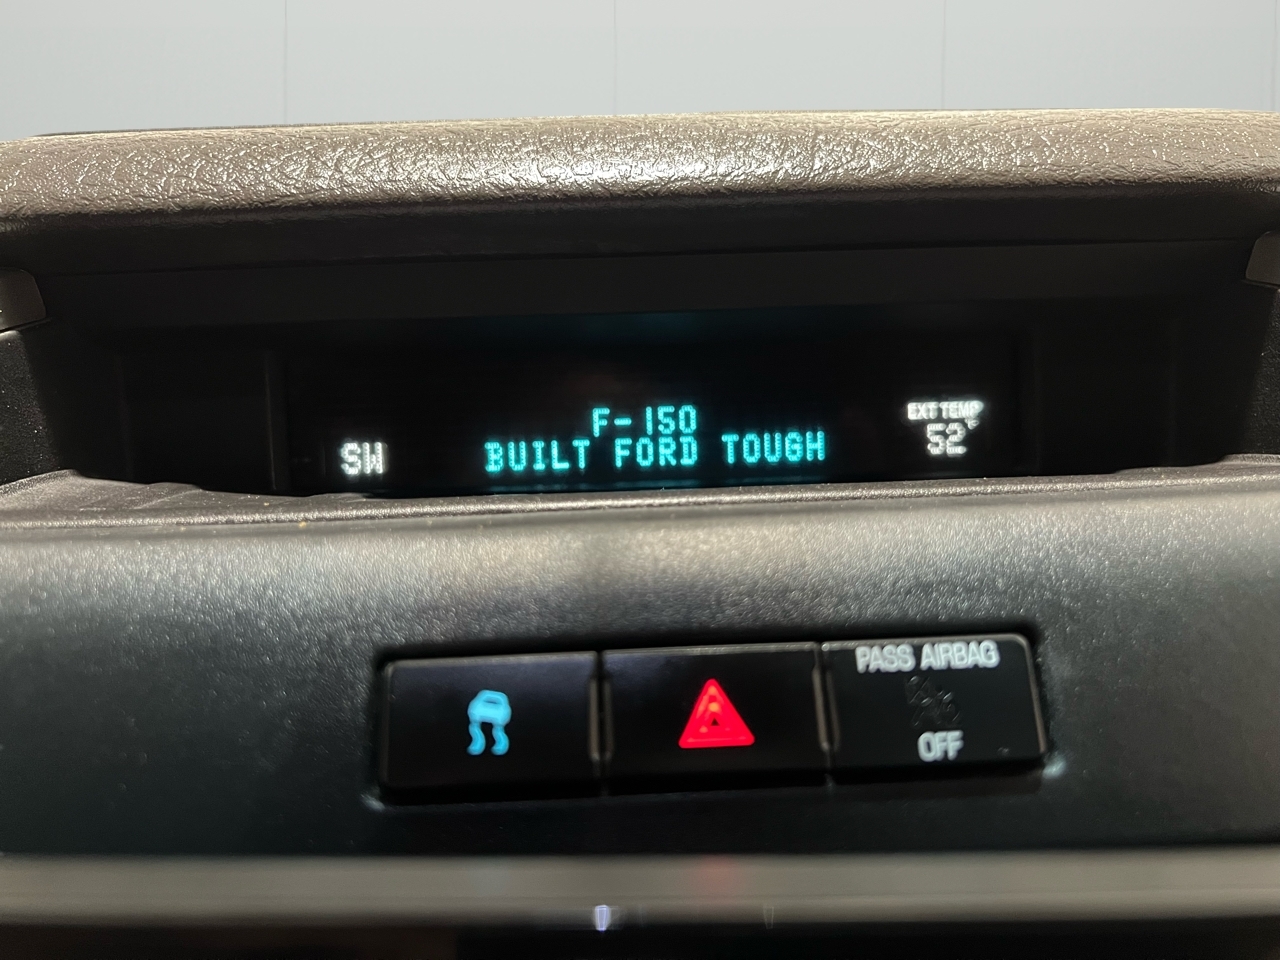 F-150
BUILT FORD TOUGH
SW
EXT TEMP
52°
PASS AIRBAG
OFF